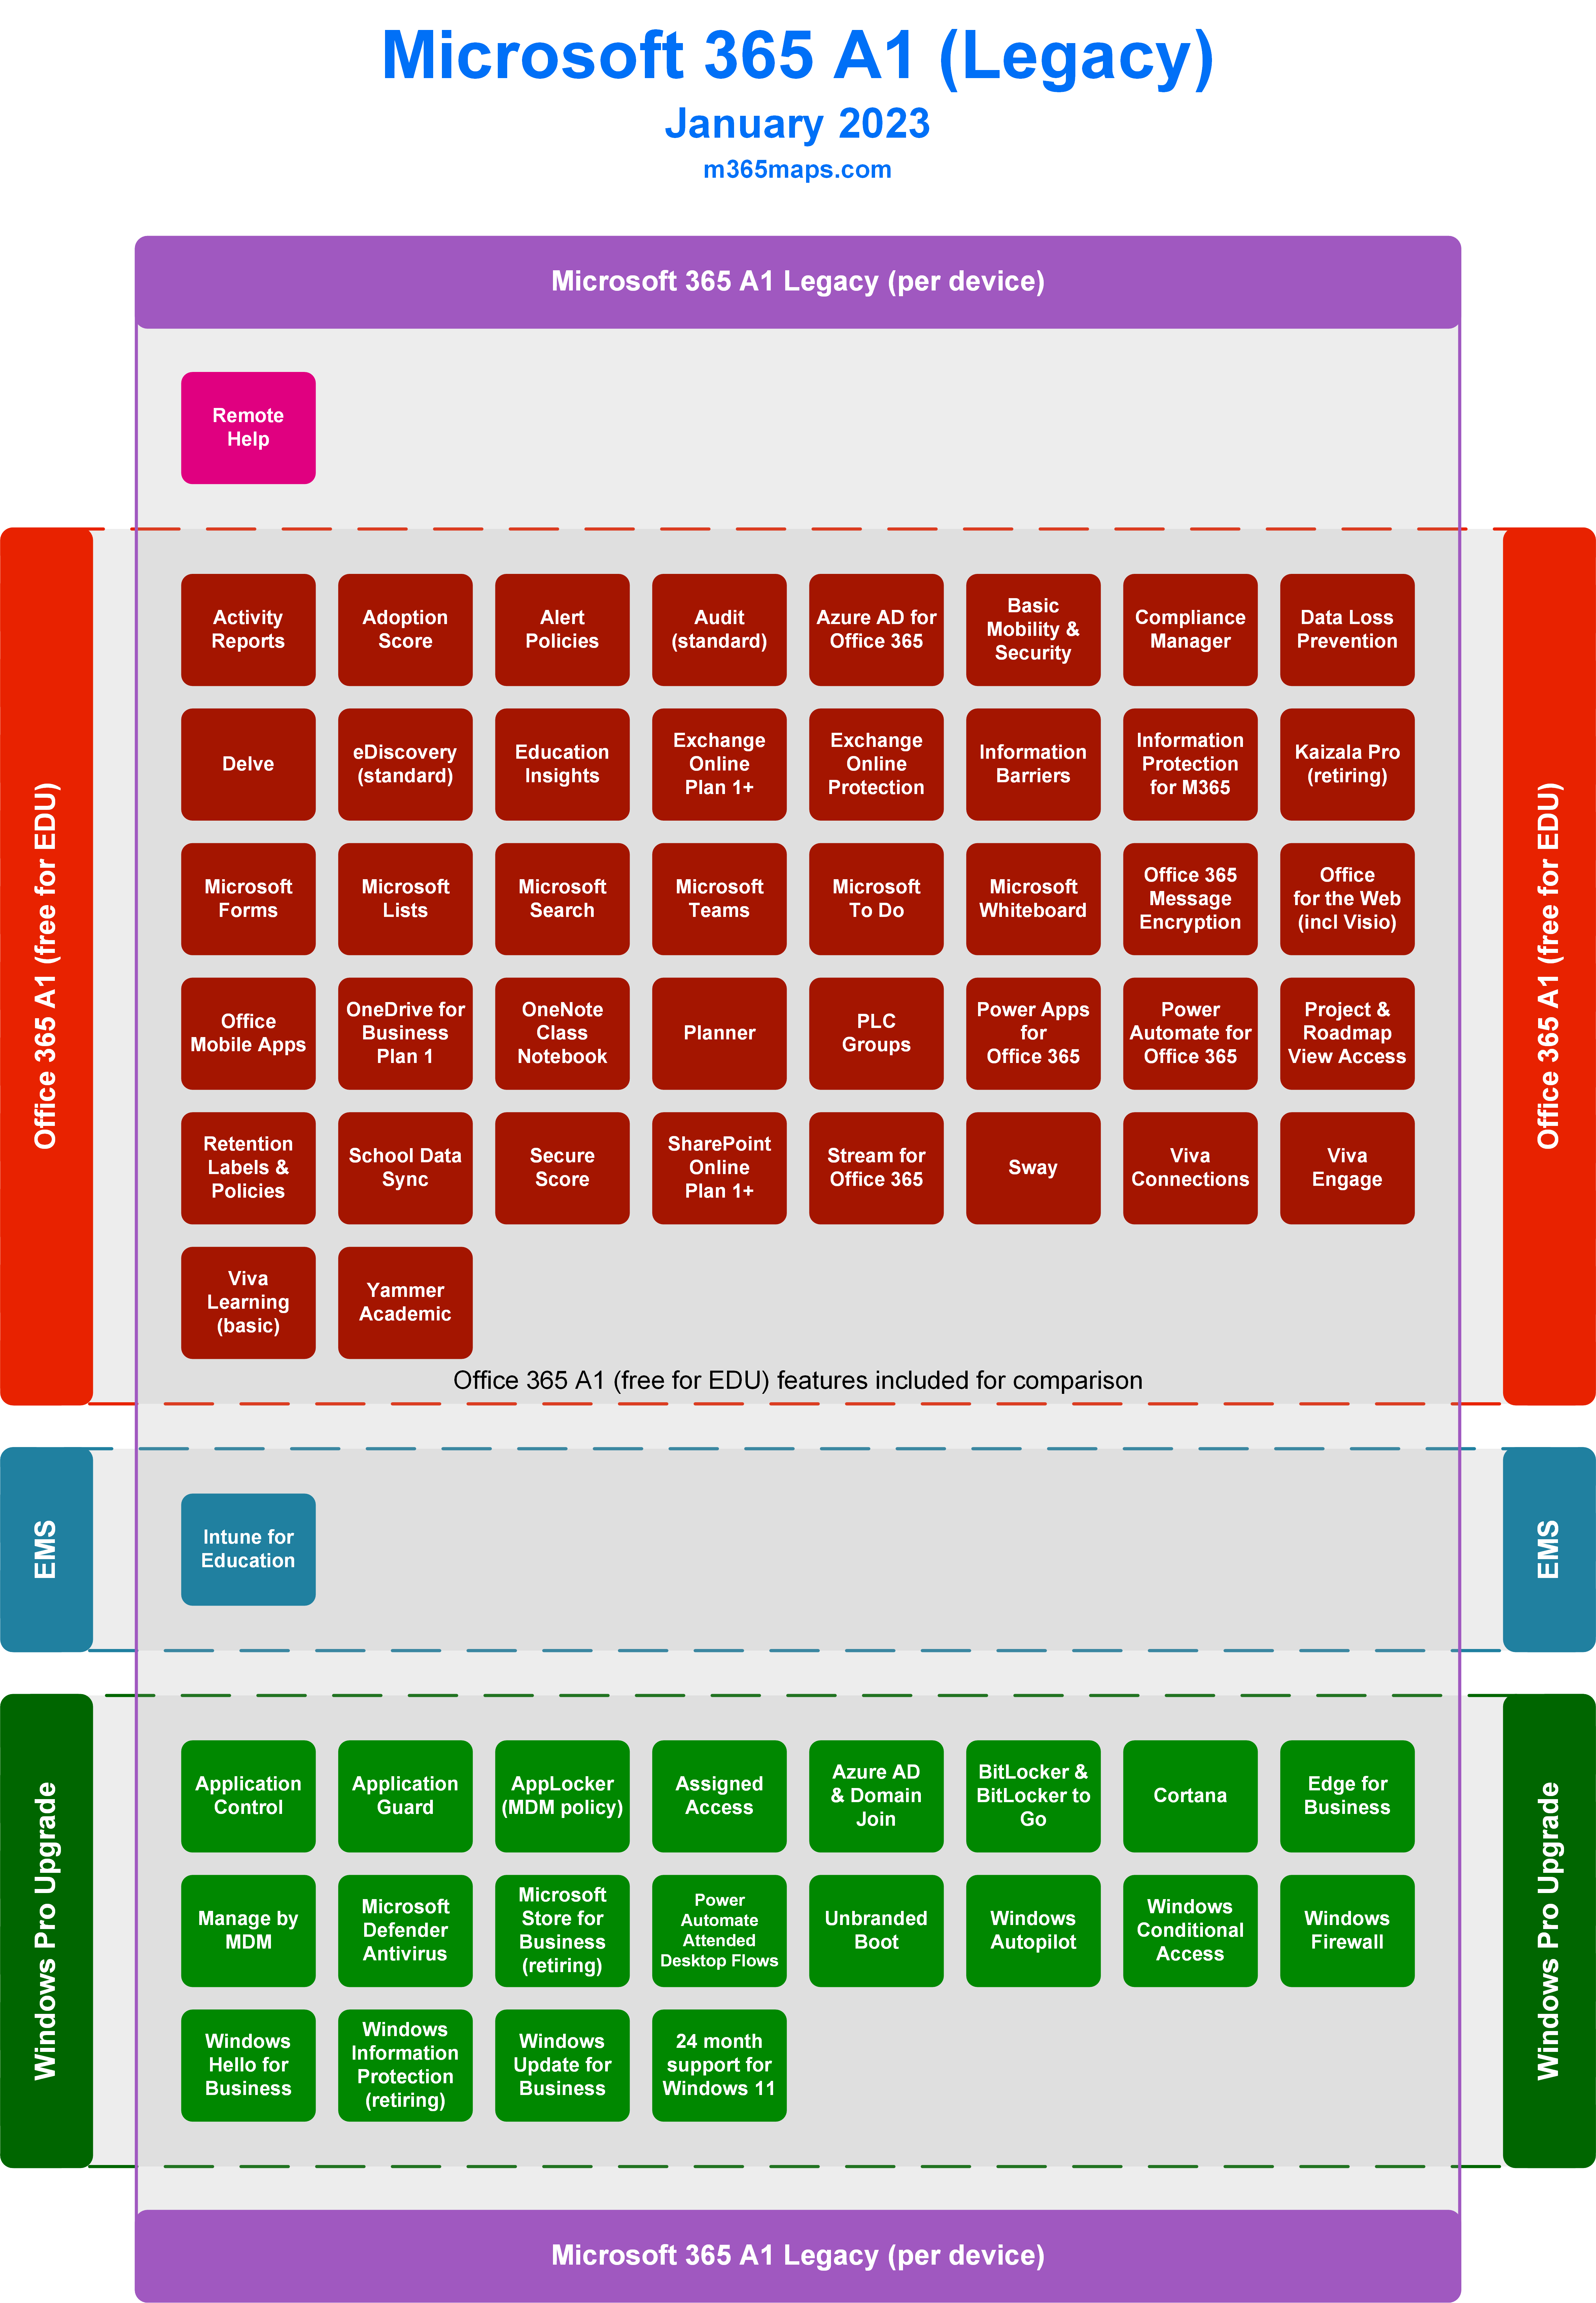 Microsoft 365 A1 (Legacy)
January 2023
m365maps.com
Microsoft 365 A1 Legacy (per device)
Remote
Help
Office 365 A1 (free for EDU)
Office 365 A1 (free for EDU)
Activity
Reports
Adoption
Score
Alert
Policies
Audit
(standard)
Azure AD for
Office 365
Basic
Mobility &
Security
Compliance
Manager
Data Loss
Prevention
Delve
eDiscovery
(standard)
Education
Insights
Exchange
Online
Plan 1+
Exchange
Online
Protection
Information
Barriers
Information
Protection
for M365
Kaizala Pro
(retiring)
Microsoft
Forms
Microsoft
Lists
Microsoft
Search
Microsoft
Teams
Microsoft
To Do
Microsoft
Whiteboard
Office 365
Message
Encryption
Office
for the Web
(incl Visio)
Office
Mobile Apps
OneDrive for
Business
Plan 1
OneNote
Class
Notebook
Planner
PLC
Groups
Power Apps
for
Office 365
Power
Automate for
Office 365
Project &
Roadmap
View Access
Retention
Labels &
Policies
School Data
Sync
Secure
Score
SharePoint
Online
Plan 1+
Stream for
Office 365
Sway
Viva
Connections
Viva
Engage
Viva
Learning
(basic)
Yammer
Academic
Office 365 A1 (free for EDU) features included for comparison
EMS
EMS
Intune for
Education
Windows Pro Upgrade
Windows Pro Upgrade
Application
Control
Application
Guard
AppLocker
(MDM policy)
Assigned
Access
Azure AD
& Domain
Join
BitLocker &
BitLocker to
Go
Cortana
Edge for
Business
Manage by
MDM
Microsoft
Defender
Antivirus
Microsoft
Store for
Business
(retiring)
Power
Automate
Attended
Desktop Flows
Unbranded
Boot
Windows
Autopilot
Windows
Conditional
Access
Windows
Firewall
Windows
Hello for
Business
Windows
Information
Protection
(retiring)
Windows
Update for
Business
24 month
support for
Windows 11
Microsoft 365 A1 Legacy (per device)